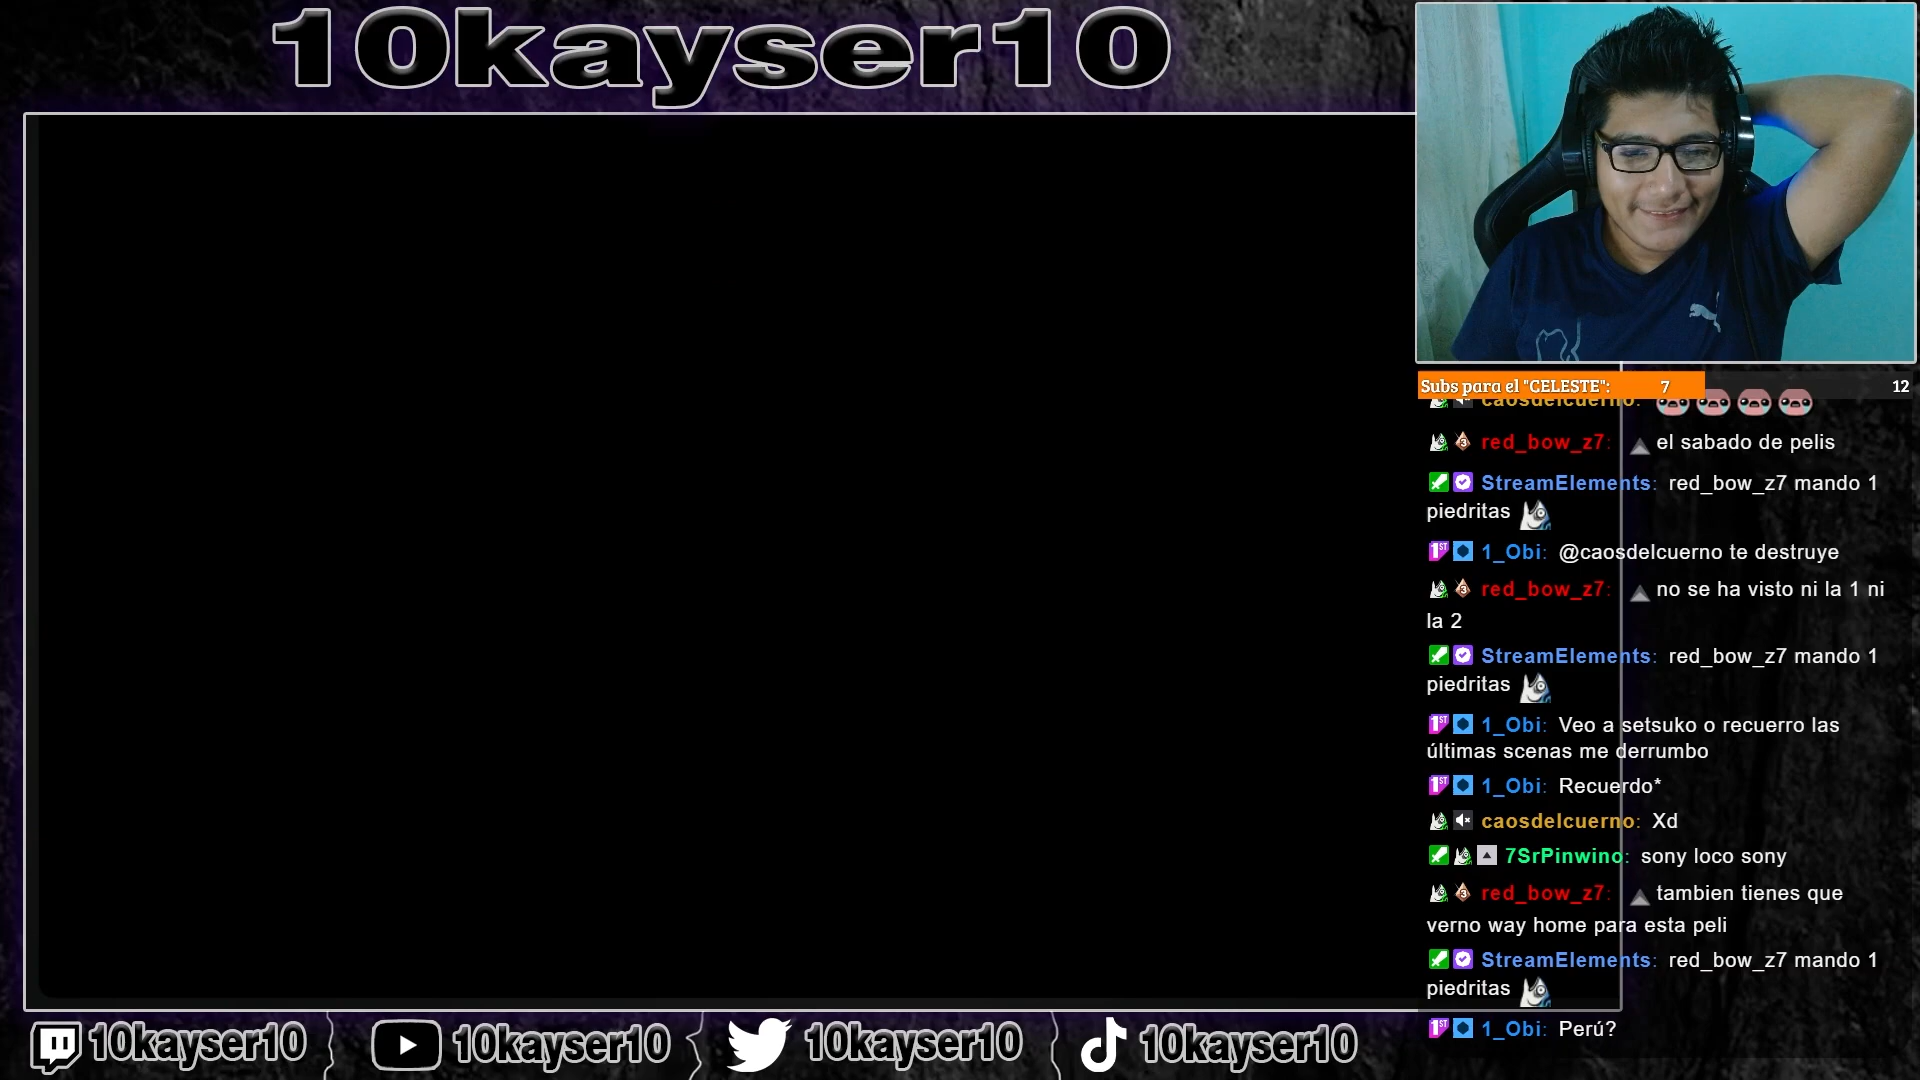 10kayser10
Subs para el "CELESTE": 7 12
caosdelcuerno:
red_bow_z7: el sabado de pelis
StreamElements: red_bow_z7 mando 1
piedritas
1_Obi: @caosdelcuerno te destruye
red_bow_z7: no se ha visto ni la 1 ni
la 2
StreamElements: red_bow_z7 mando 1
piedritas
1_Obi: Veo a setsuko o recuerro las
últimas scenas me derrumbo
1_Obi: Recuerdo*
caosdelcuerno: Xd
7SrPinwino: sony loco sony
red_bow_z7: tambien tienes que
verno way home para esta peli
StreamElements: red_bow_z7 mando 1
piedritas
1_Obi: Perú?
10kayser10 10kayser10 10kayser10 10kayser10